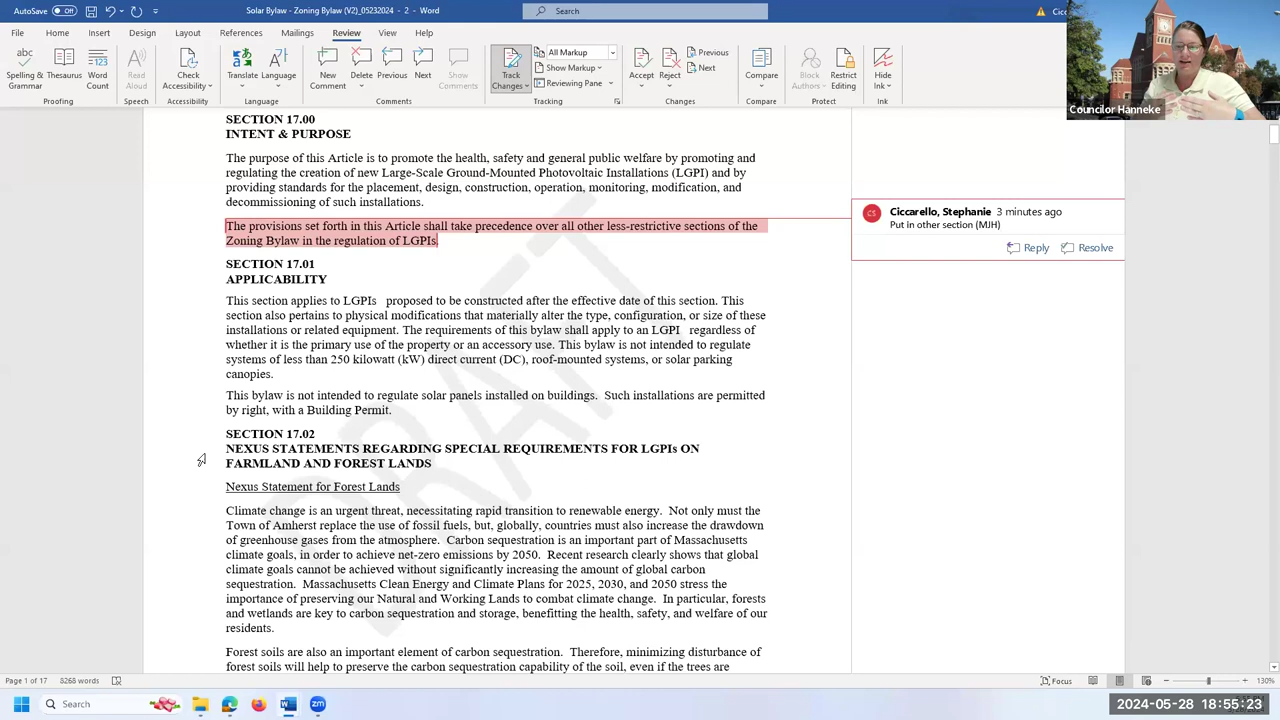 AutoSave Off Solar Bylaw - Zoning Bylaw (V2)_05232024 - 2 - Word Search
File Home Insert Draw Design Layout References Mailings Review View Help
abc
Spelling & Grammar Thesaurus Word Count Read Aloud Check Accessibility Translate Language New Comment Delete Previous Next Show Comments Track Changes All Markup Show Markup Reviewing Pane Accept Reject Previous Next Compare Block Authors Restrict Editing Hide Ink
Proofing Speech Accessibility Language Comments Tracking Changes Compare Protect Ink
Councilor Hanneke
SECTION 17.00
INTENT & PURPOSE
The purpose of this Article is to promote the health, safety and general public welfare by promoting and
regulating the creation of new Large-Scale Ground-Mounted Photovoltaic Installations (LGPI) and by
providing standards for the placement, design, construction, operation, monitoring, modification, and
decommissioning of such installations.
The provisions set forth in this Article shall take precedence over all other less-restrictive sections of the
Zoning Bylaw in the regulation of LGPIs.
CS Ciccarello, Stephanie 3 minutes ago
Put in other section (MJH)
Reply Resolve
SECTION 17.01
APPLICABILITY
This section applies to LGPIs proposed to be constructed after the effective date of this section. This
section also pertains to physical modifications that materially alter the type, configuration, or size of these
installations or related equipment. The requirements of this bylaw shall apply to an LGPI regardless of
whether it is the primary use of the property or an accessory use. This bylaw is not intended to regulate
systems of less than 250 kilowatt (kW) direct current (DC), roof-mounted systems, or solar parking
canopies.
This bylaw is not intended to regulate solar panels installed on buildings. Such installations are permitted
by right, with a Building Permit.
SECTION 17.02
NEXUS STATEMENTS REGARDING SPECIAL REQUIREMENTS FOR LGPIs ON
FARMLAND AND FOREST LANDS
Nexus Statement for Forest Lands
Climate change is an urgent threat, necessitating rapid transition to renewable energy. Not only must the
Town of Amherst replace the use of fossil fuels, but, globally, countries must also increase the drawdown
of greenhouse gases from the atmosphere. Carbon sequestration is an important part of Massachusetts
climate goals, in order to achieve net-zero emissions by 2050. Recent research clearly shows that global
climate goals cannot be achieved without significantly increasing the amount of global carbon
sequestration. Massachusetts Clean Energy and Climate Plans for 2025, 2030, and 2050 stress the
importance of preserving our Natural and Working Lands to combat climate change. In particular, forests
and wetlands are key to carbon sequestration and storage, benefitting the health, safety, and welfare of our
residents.
Forest soils are also an important element of carbon sequestration. Therefore, minimizing disturbance of
forest soils will help to preserve the carbon sequestration capability of the soil, even if the trees are
DRAFT
Page 1 of 17 8268 words Focus 130%
Search 2024-05-28 18:55:23